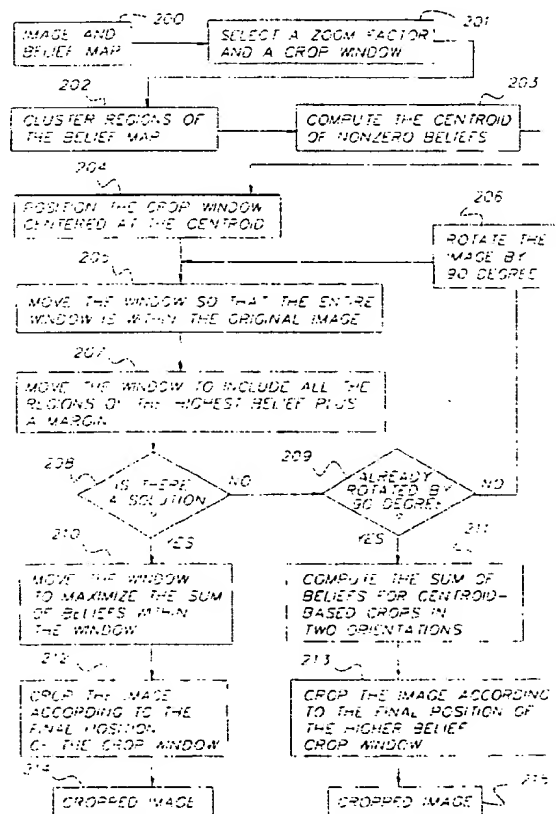 200
IMAGE AND
BELIEF MAP
201
SELECT A ZOOM FACTOR
AND A CROP WINDOW
202
CLUSTER REGIONS OF
THE BELIEF MAP
203
COMPUTE THE CENTROID
OF NONZERO BELIEFS
204
POSITION THE CROP WINDOW
CENTERED AT THE CENTROID
206
ROTATE THE
IMAGE BY
90 DEGREE
205
MOVE THE WINDOW SO THAT THE ENTIRE
WINDOW IS WITHIN THE ORIGINAL IMAGE
207
MOVE THE WINDOW TO INCLUDE ALL THE
REGIONS OF THE HIGHEST BELIEF PLUS
A MARGIN
208
IS THERE
A SOLUTION
?
NO
YES
209
ALREADY
ROTATED BY
90 DEGREE
?
NO
YES
210
MOVE THE WINDOW
TO MAXIMIZE THE SUM
OF BELIEFS WITHIN
THE WINDOW
211
COMPUTE THE SUM OF
BELIEFS FOR CENTROID-
BASED CROPS IN
TWO ORIENTATIONS
212
CROP THE IMAGE
ACCORDING TO THE
FINAL POSITION
OF THE CROP WINDOW
213
CROP THE IMAGE ACCORDING
TO THE FINAL POSITION OF
THE HIGHER BELIEF
CROP WINDOW
214
CROPPED IMAGE
215
CROPPED IMAGE